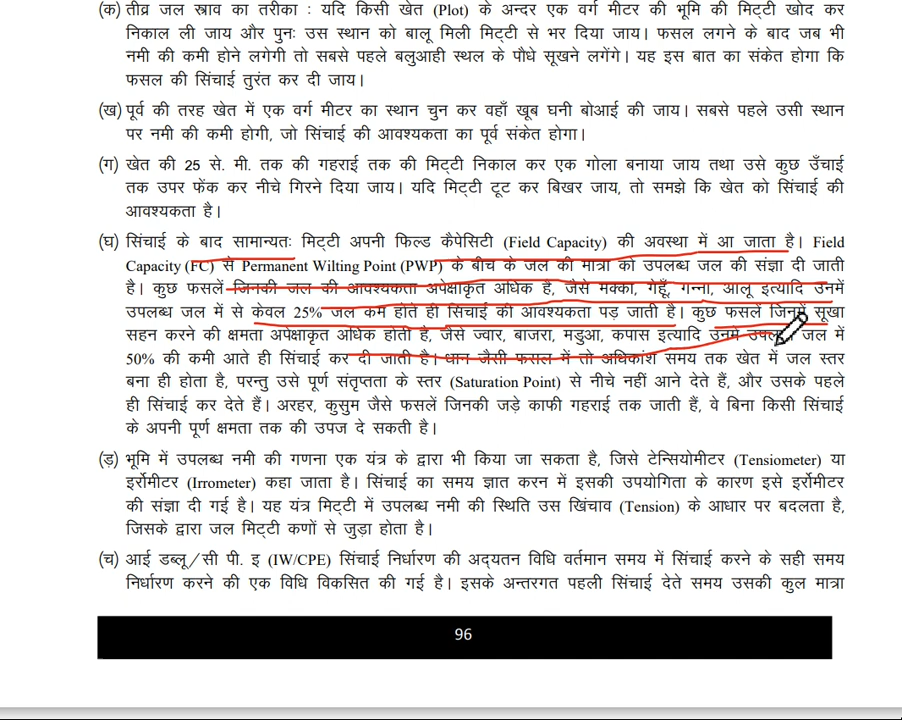 (क) तीव्र जल स्त्राव का तरीका : यदि किसी खेत (Plot) के अन्दर एक वर्ग मीटर की भूमि की मिट्टी खोद कर
निकाल ली जाय और पुनः उस स्थान को बालू मिली मिट्टी से भर दिया जाय। फसल लगने के बाद जब भी
नमी की कमी होने लगेगी तो सबसे पहले बलुआही स्थल के पौधे सूखने लगेंगे। यह इस बात का संकेत होगा कि
फसल की सिंचाई तुरंत कर दी जाय।
(ख) पूर्व की तरह खेत में एक वर्ग मीटर का स्थान चुन कर वहाँ खूब घनी बोआई की जाय। सबसे पहले उसी स्थान
पर नमी की कमी होगी, जो सिंचाई की आवश्यकता का पूर्व संकेत होगा।
(ग) खेत की 25 से. मी. तक की गहराई तक की मिट्टी निकाल कर एक गोला बनाया जाय तथा उसे कुछ उँचाई
तक उपर फेंक कर नीचे गिरने दिया जाय। यदि मिट्टी टूट कर बिखर जाय, तो समझे कि खेत को सिंचाई की
आवश्यकता है।
(घ) सिंचाई के बाद सामान्यतः मिट्टी अपनी फिल्ड कैपेसिटी (Field Capacity) की अवस्था में आ जाता है। Field
Capacity (FC) से Permanent Wilting Point (PWP) के बीच के जल की मात्रा को उपलब्ध जल की संज्ञा दी जाती
है। कुछ फसलें जिनकी जल की आवश्यकता अपेक्षाकृत अधिक है, जैसे मक्का, गेहूँ, गन्ना, आलू इत्यादि उनमें
उपलब्ध जल में से केवल 25% जल कम होते ही सिंचाई की आवश्यकता पड़ जाती है। कुछ फसलें जिनमें सूखा
सहन करने की क्षमता अपेक्षाकृत अधिक होती है, जैसे ज्वार, बाजरा, मडुआ, कपास इत्यादि उनमें जल में
50% की कमी आते ही सिंचाई कर दी जाती है। धान जैसी फसल में तो अधिकांश समय तक खेत में जल स्तर
बना ही होता है, परन्तु उसे पूर्ण संतृप्तता के स्तर (Saturation Point) से नीचे नहीं आने देते हैं, और उसके पहले
ही सिंचाई कर देते हैं। अरहर, कुसुम जैसे फसलें जिनकी जड़े काफी गहराई तक जाती हैं, वे बिना किसी सिंचाई
के अपनी पूर्ण क्षमता तक की उपज दे सकती है।
(ड़) भूमि में उपलब्ध नमी की गणना एक यंत्र के द्वारा भी किया जा सकता है, जिसे टेन्सियोमीटर (Tensiometer) या
इर्रोमीटर (Irrometer) कहा जाता है। सिंचाई का समय ज्ञात करन में इसकी उपयोगिता के कारण इसे इर्रोमीटर
की संज्ञा दी गई है। यह यंत्र मिट्टी में उपलब्ध नमी की स्थिति उस खिंचाव (Tension) के आधार पर बदलता है,
जिसके द्वारा जल मिट्टी कणों से जुड़ा होता है।
(च) आई डब्लू/सी पी. इ (IW/CPE) सिंचाई निर्धारण की अद्यतन विधि वर्तमान समय में सिंचाई करने के सही समय
निर्धारण करने की एक विधि विकसित की गई है। इसके अन्तरगत पहली सिंचाई देते समय उसकी कुल मात्रा
96